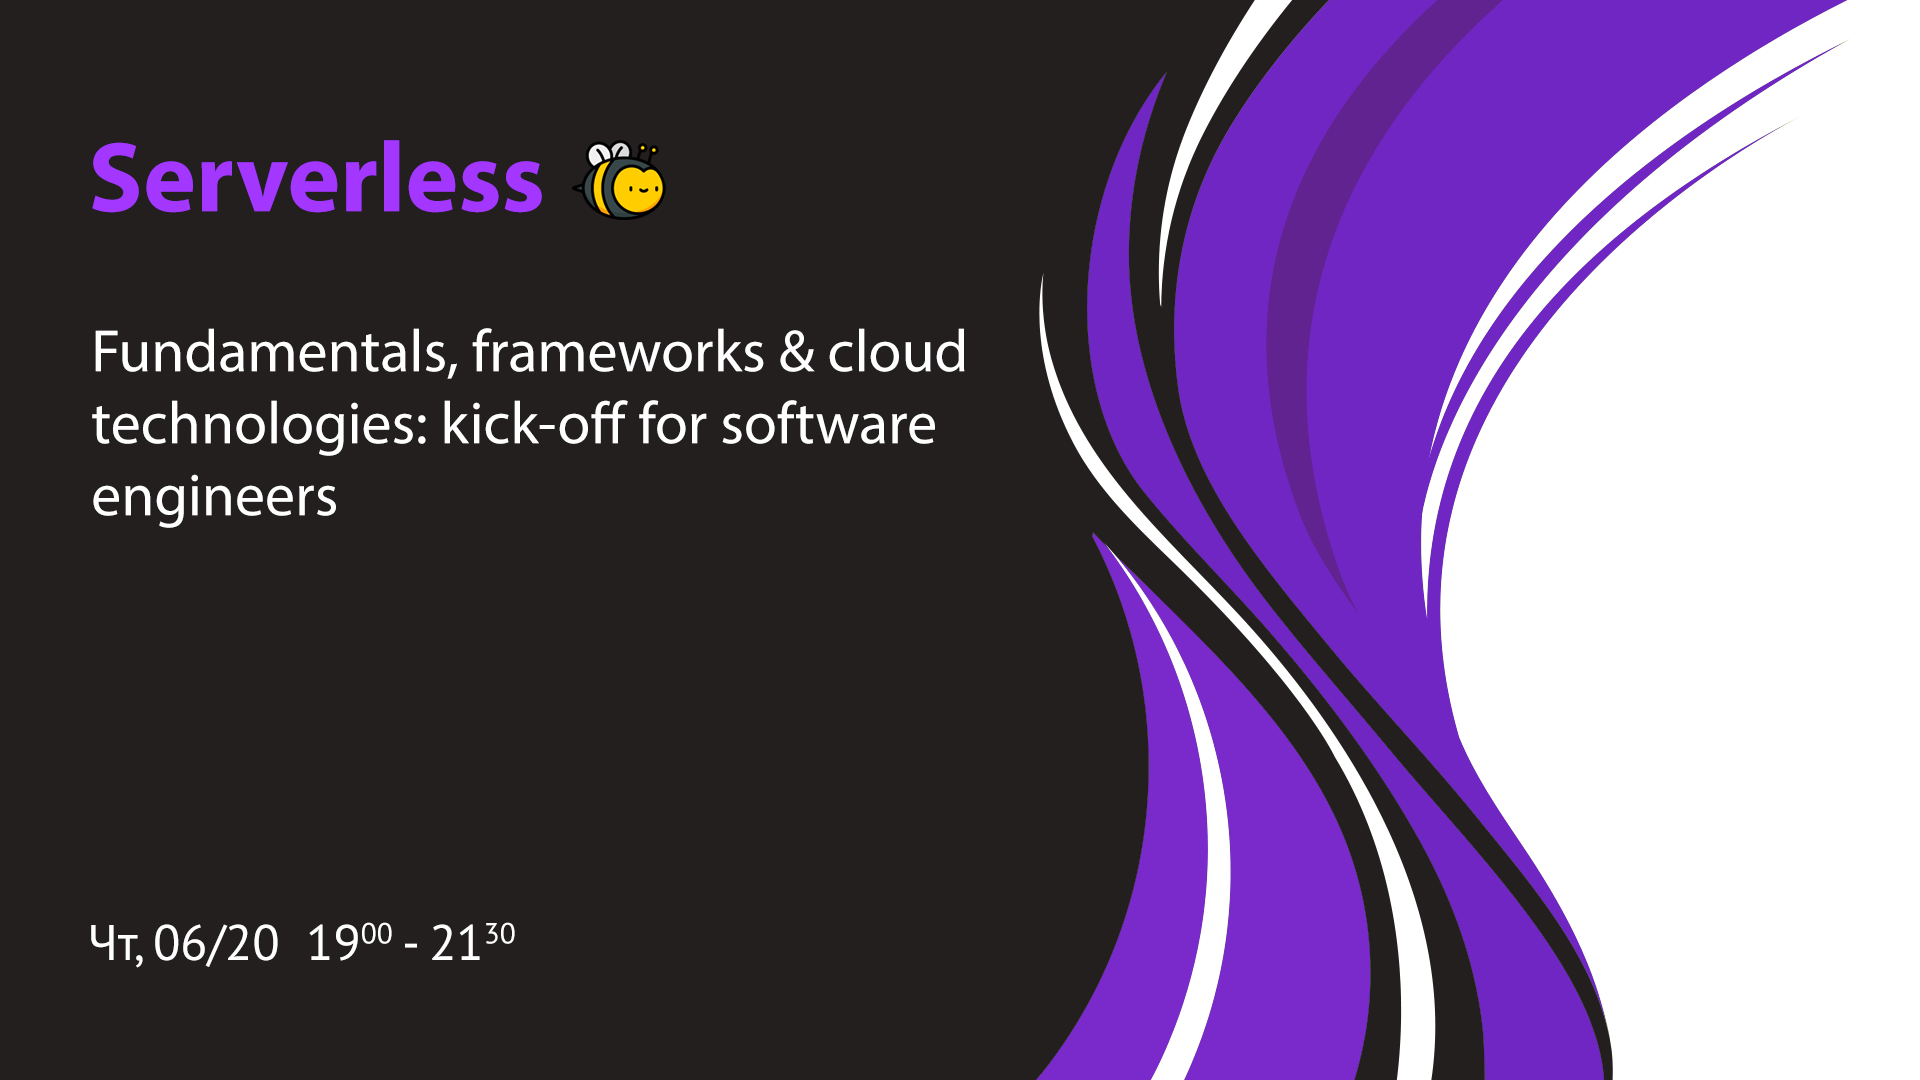 Serverless
Fundamentals, frameworks & cloud
technologies: kick-off for software
engineers
Чт, 06/20 19⁰⁰ - 21³⁰